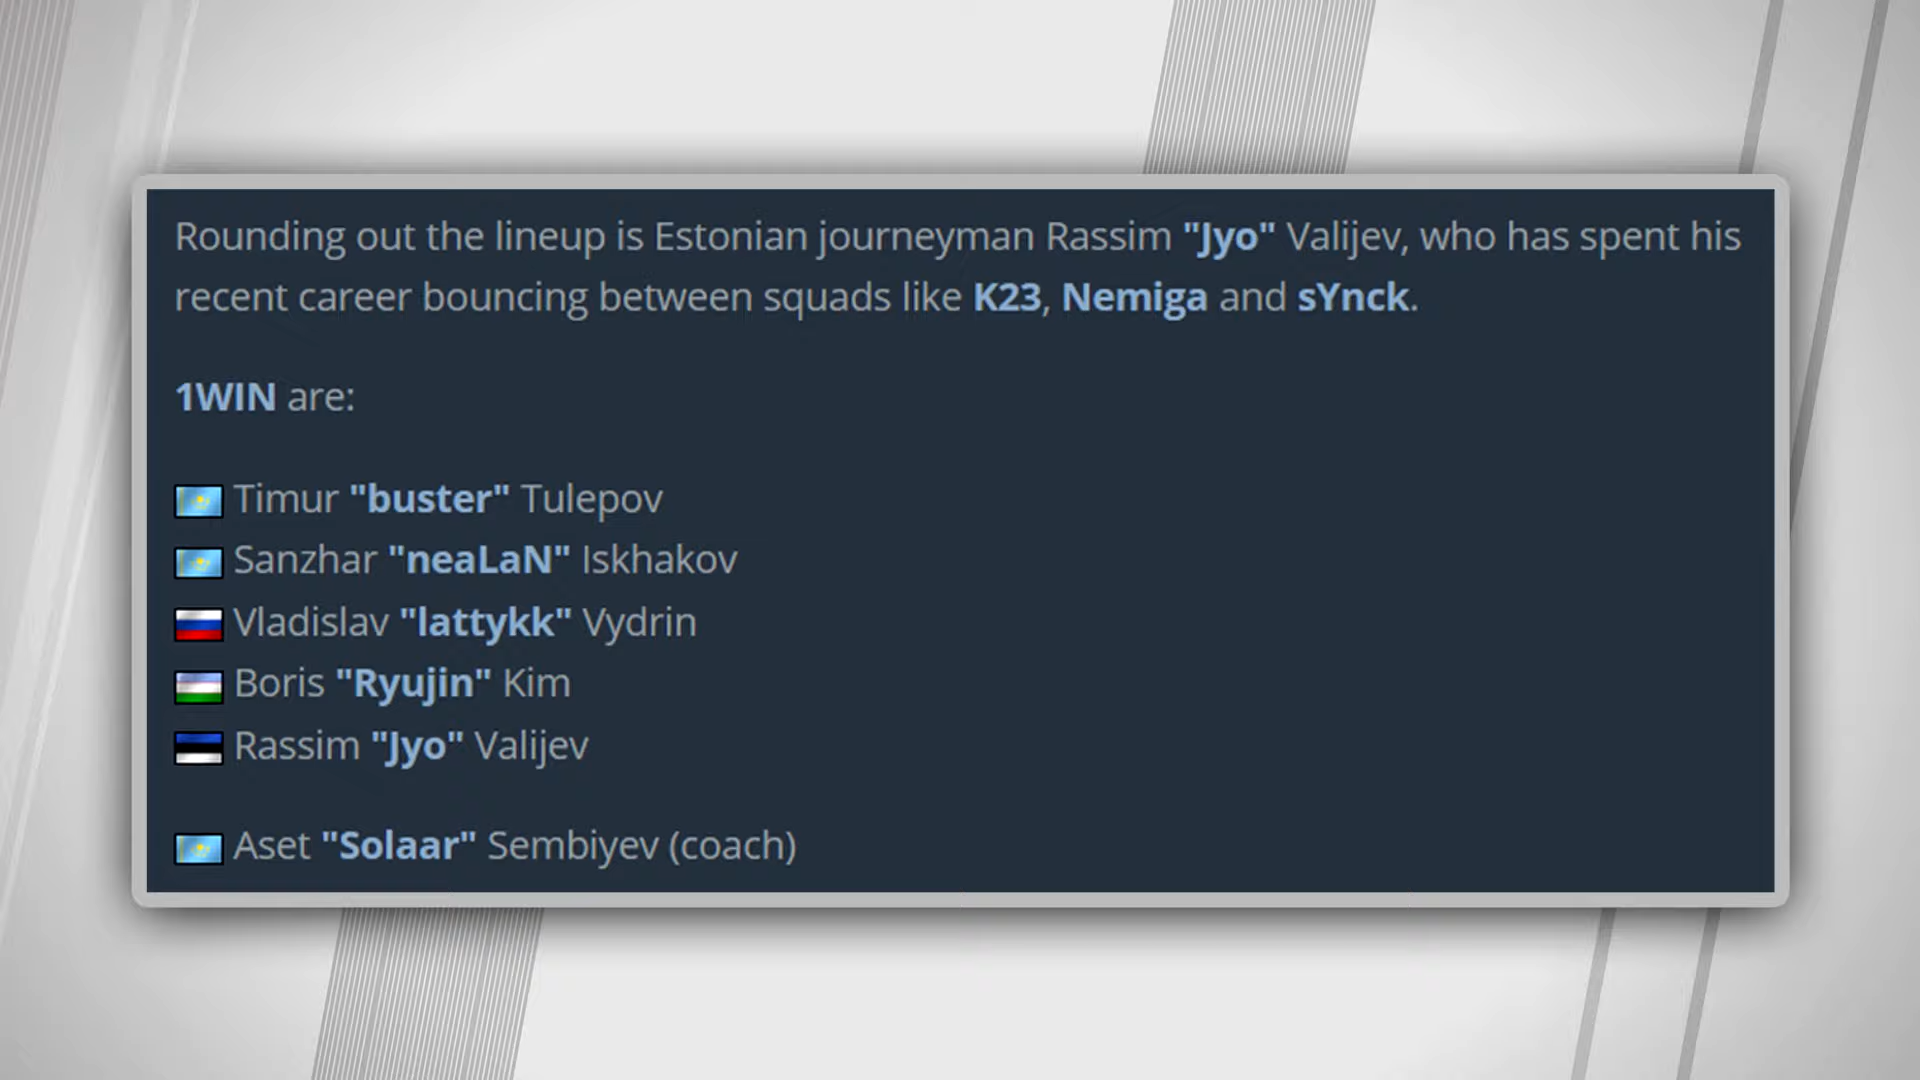 Rounding out the lineup is Estonian journeyman Rassim "Jyo" Valijev, who has spent his
recent career bouncing between squads like K23, Nemiga and sYnck.
1WIN are:
Timur "buster" Tulepov
Sanzhar "neaLaN" Iskhakov
Vladislav "lattykk" Vydrin
Boris "Ryujin" Kim
Rassim "Jyo" Valijev
Aset "Solaar" Sembiyev (coach)